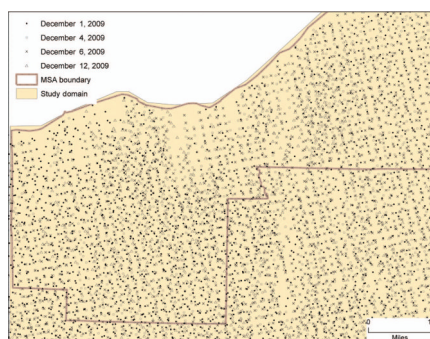 December 1, 2009
December 4, 2009
December 6, 2009
December 12, 2009
MSA boundary
Study domain
0
Miles